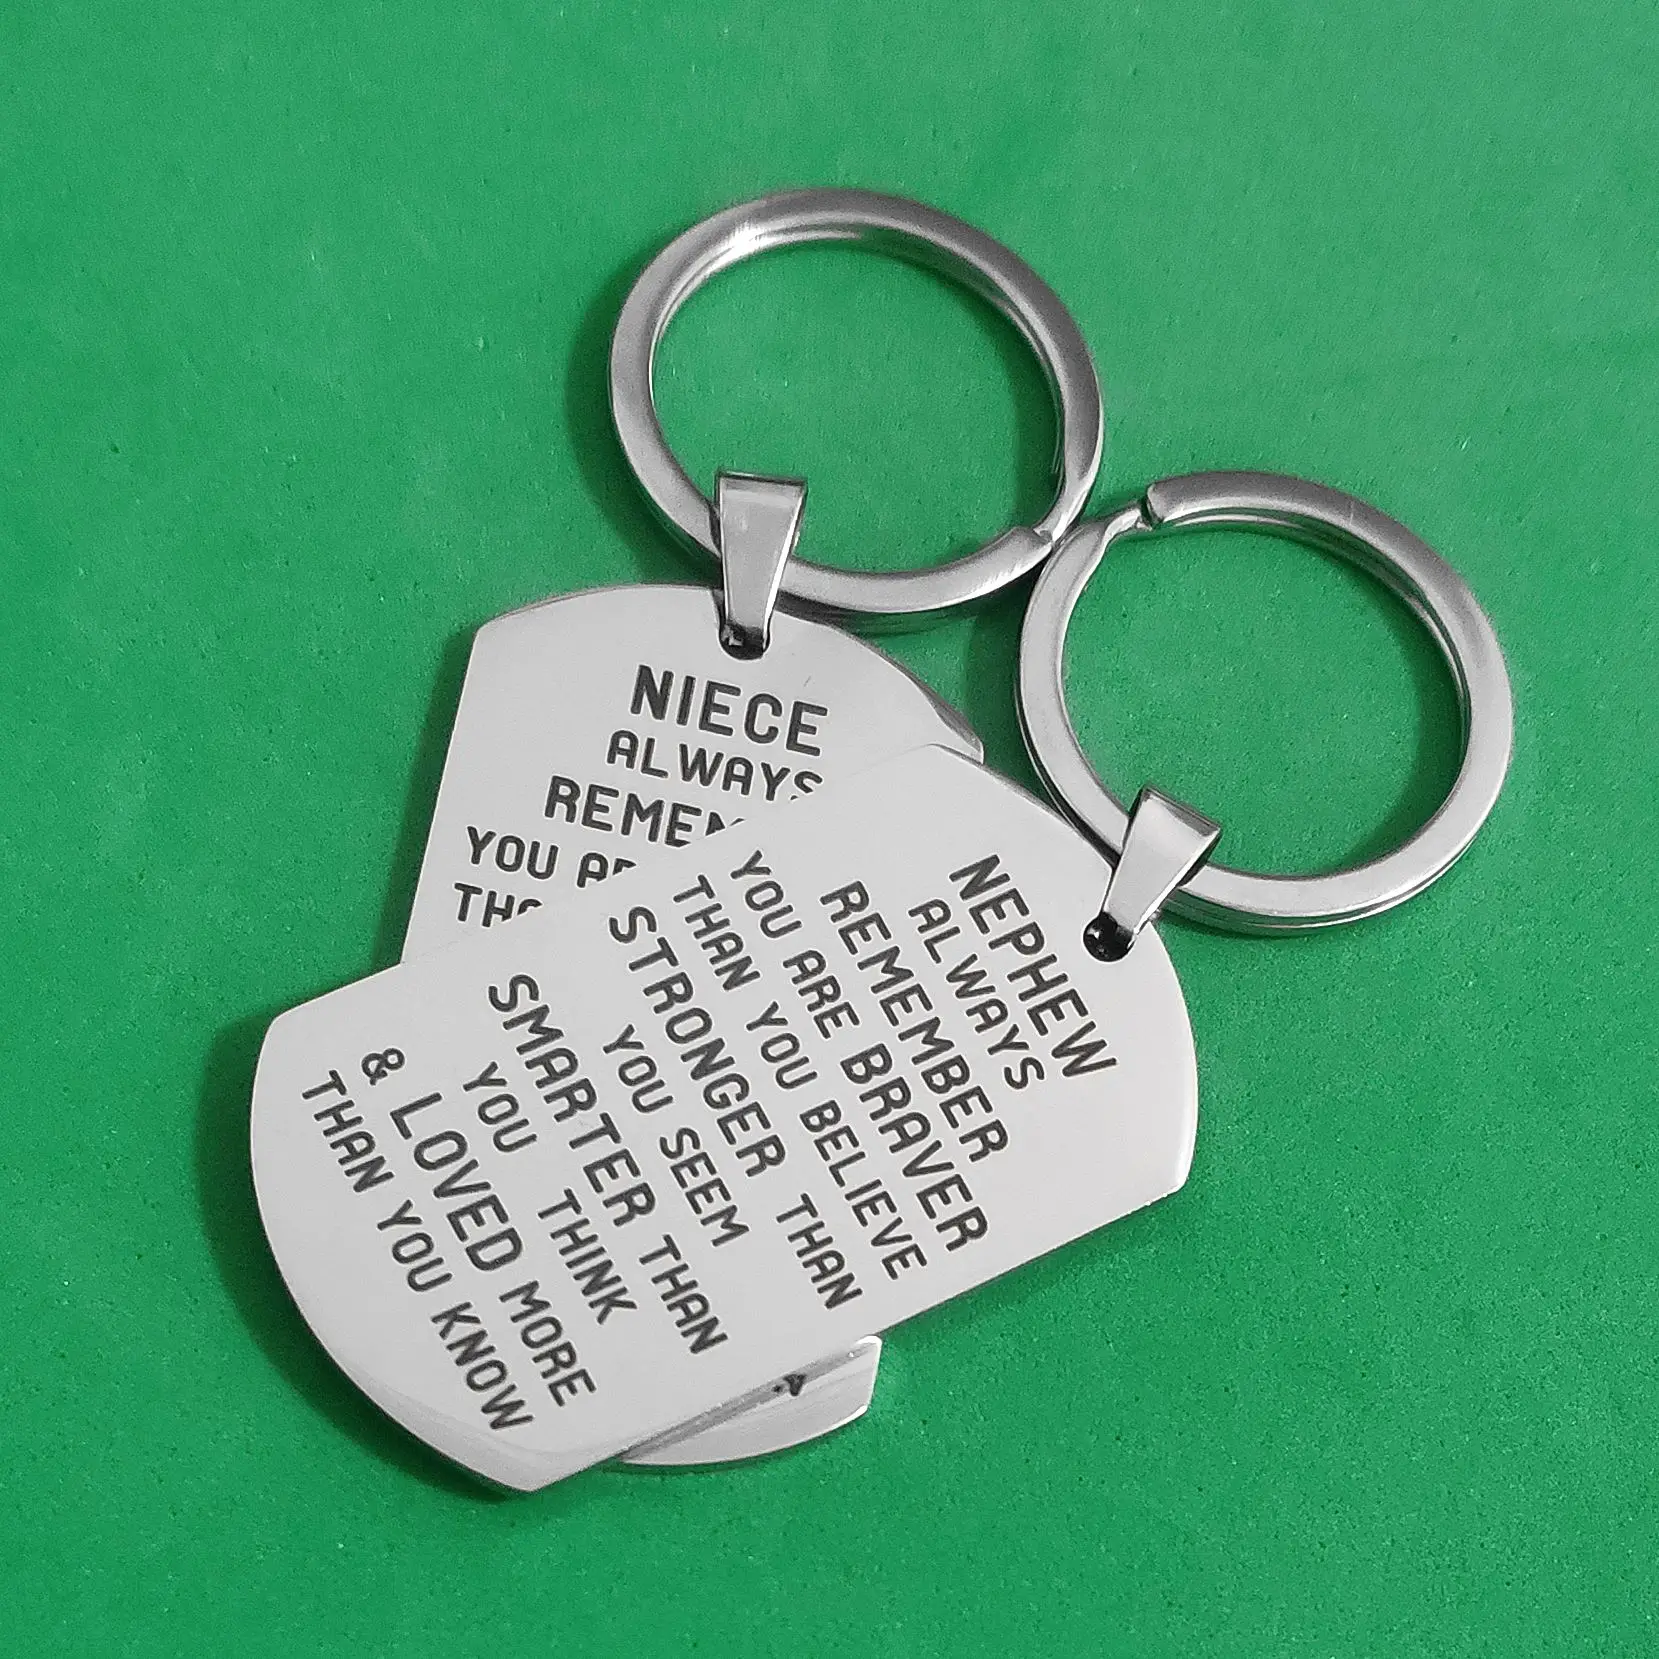 NIECE
ALWAYS
YOU
NEPHEW
ALWAYS
REMEMBER
YOU ARE BRAVER
THAN YOU BELIEVE
STRONGER THAN
YOU SEEM
SMARTER THAN
YOU THINK
& LOVED MORE
THAN YOU KNOW